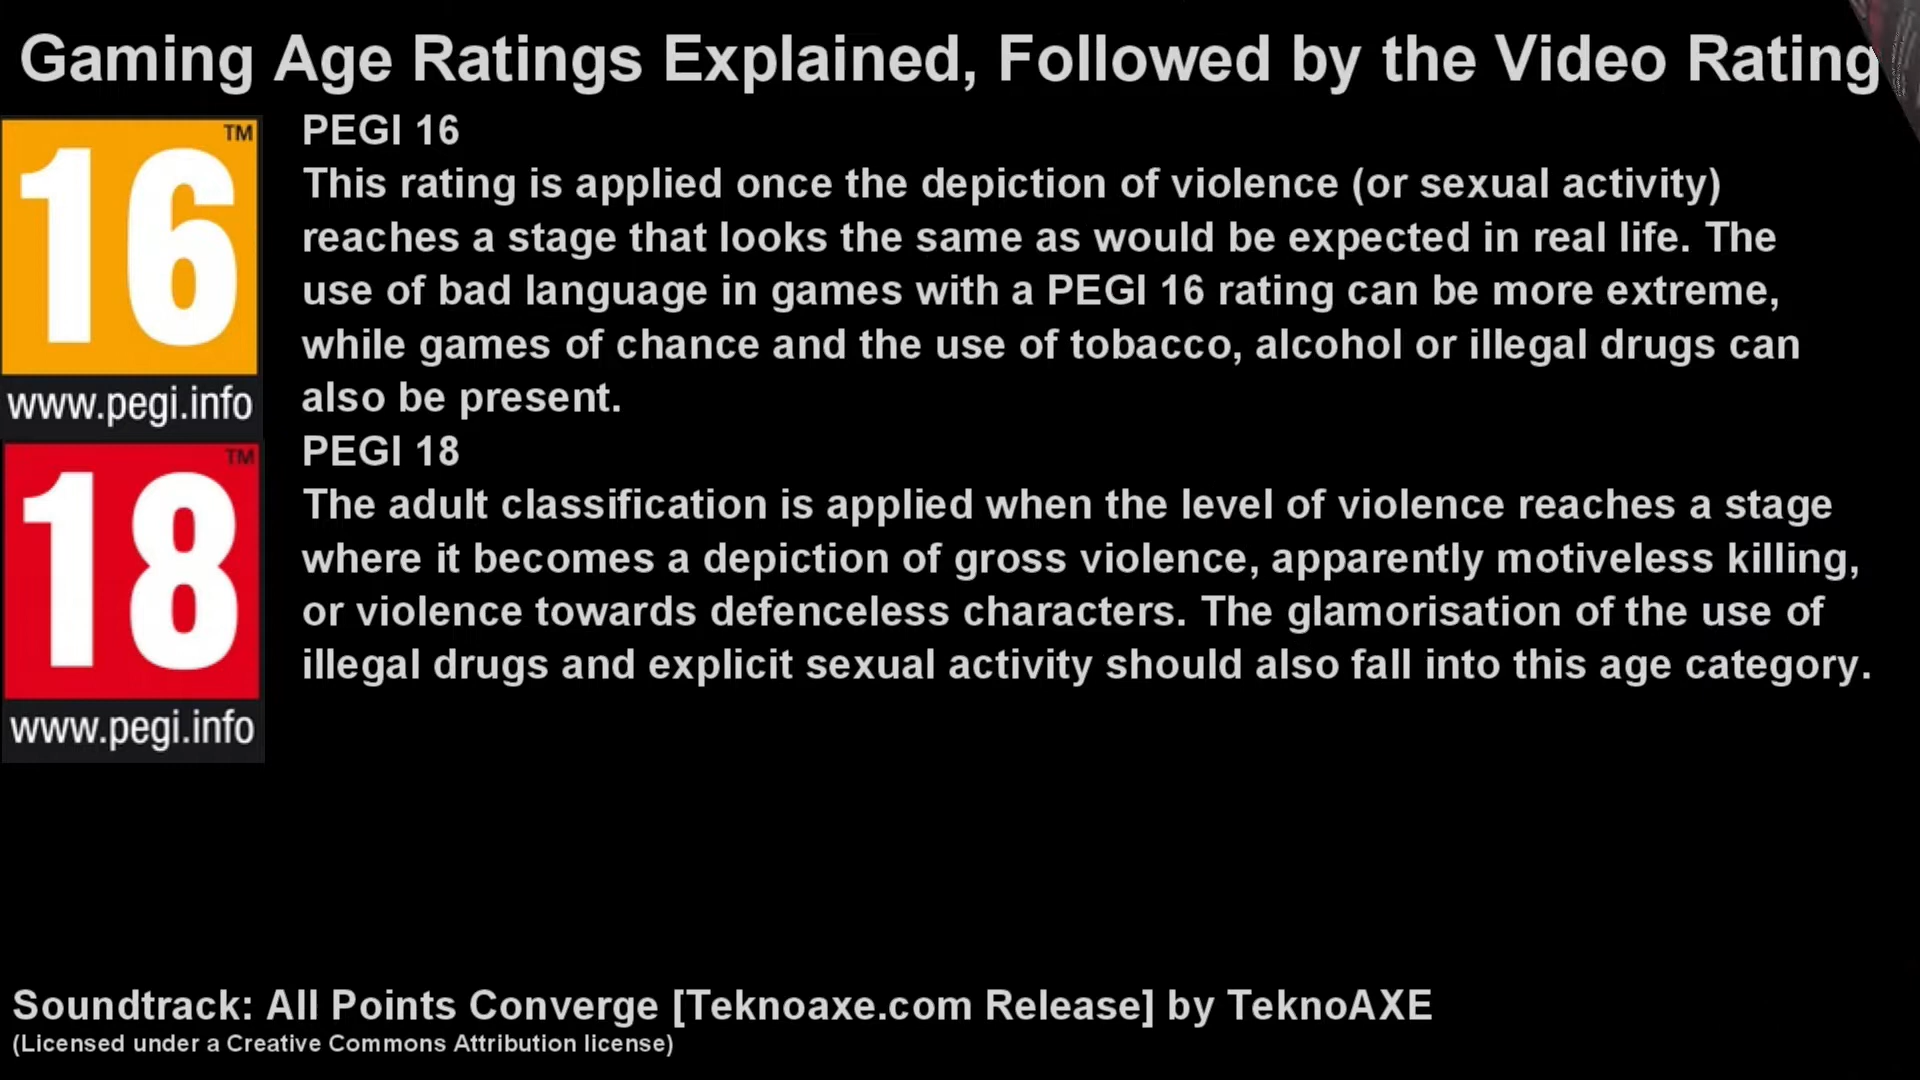 Gaming Age Ratings Explained, Followed by the Video Rating
16
TM
www.pegi.info
PEGI 16
This rating is applied once the depiction of violence (or sexual activity)
reaches a stage that looks the same as would be expected in real life. The
use of bad language in games with a PEGI 16 rating can be more extreme,
while games of chance and the use of tobacco, alcohol or illegal drugs can
also be present.
18
TM
www.pegi.info
PEGI 18
The adult classification is applied when the level of violence reaches a stage
where it becomes a depiction of gross violence, apparently motiveless killing,
or violence towards defenceless characters. The glamorisation of the use of
illegal drugs and explicit sexual activity should also fall into this age category.
Soundtrack: All Points Converge [Teknoaxe.com Release] by TeknoAXE
(Licensed under a Creative Commons Attribution license)